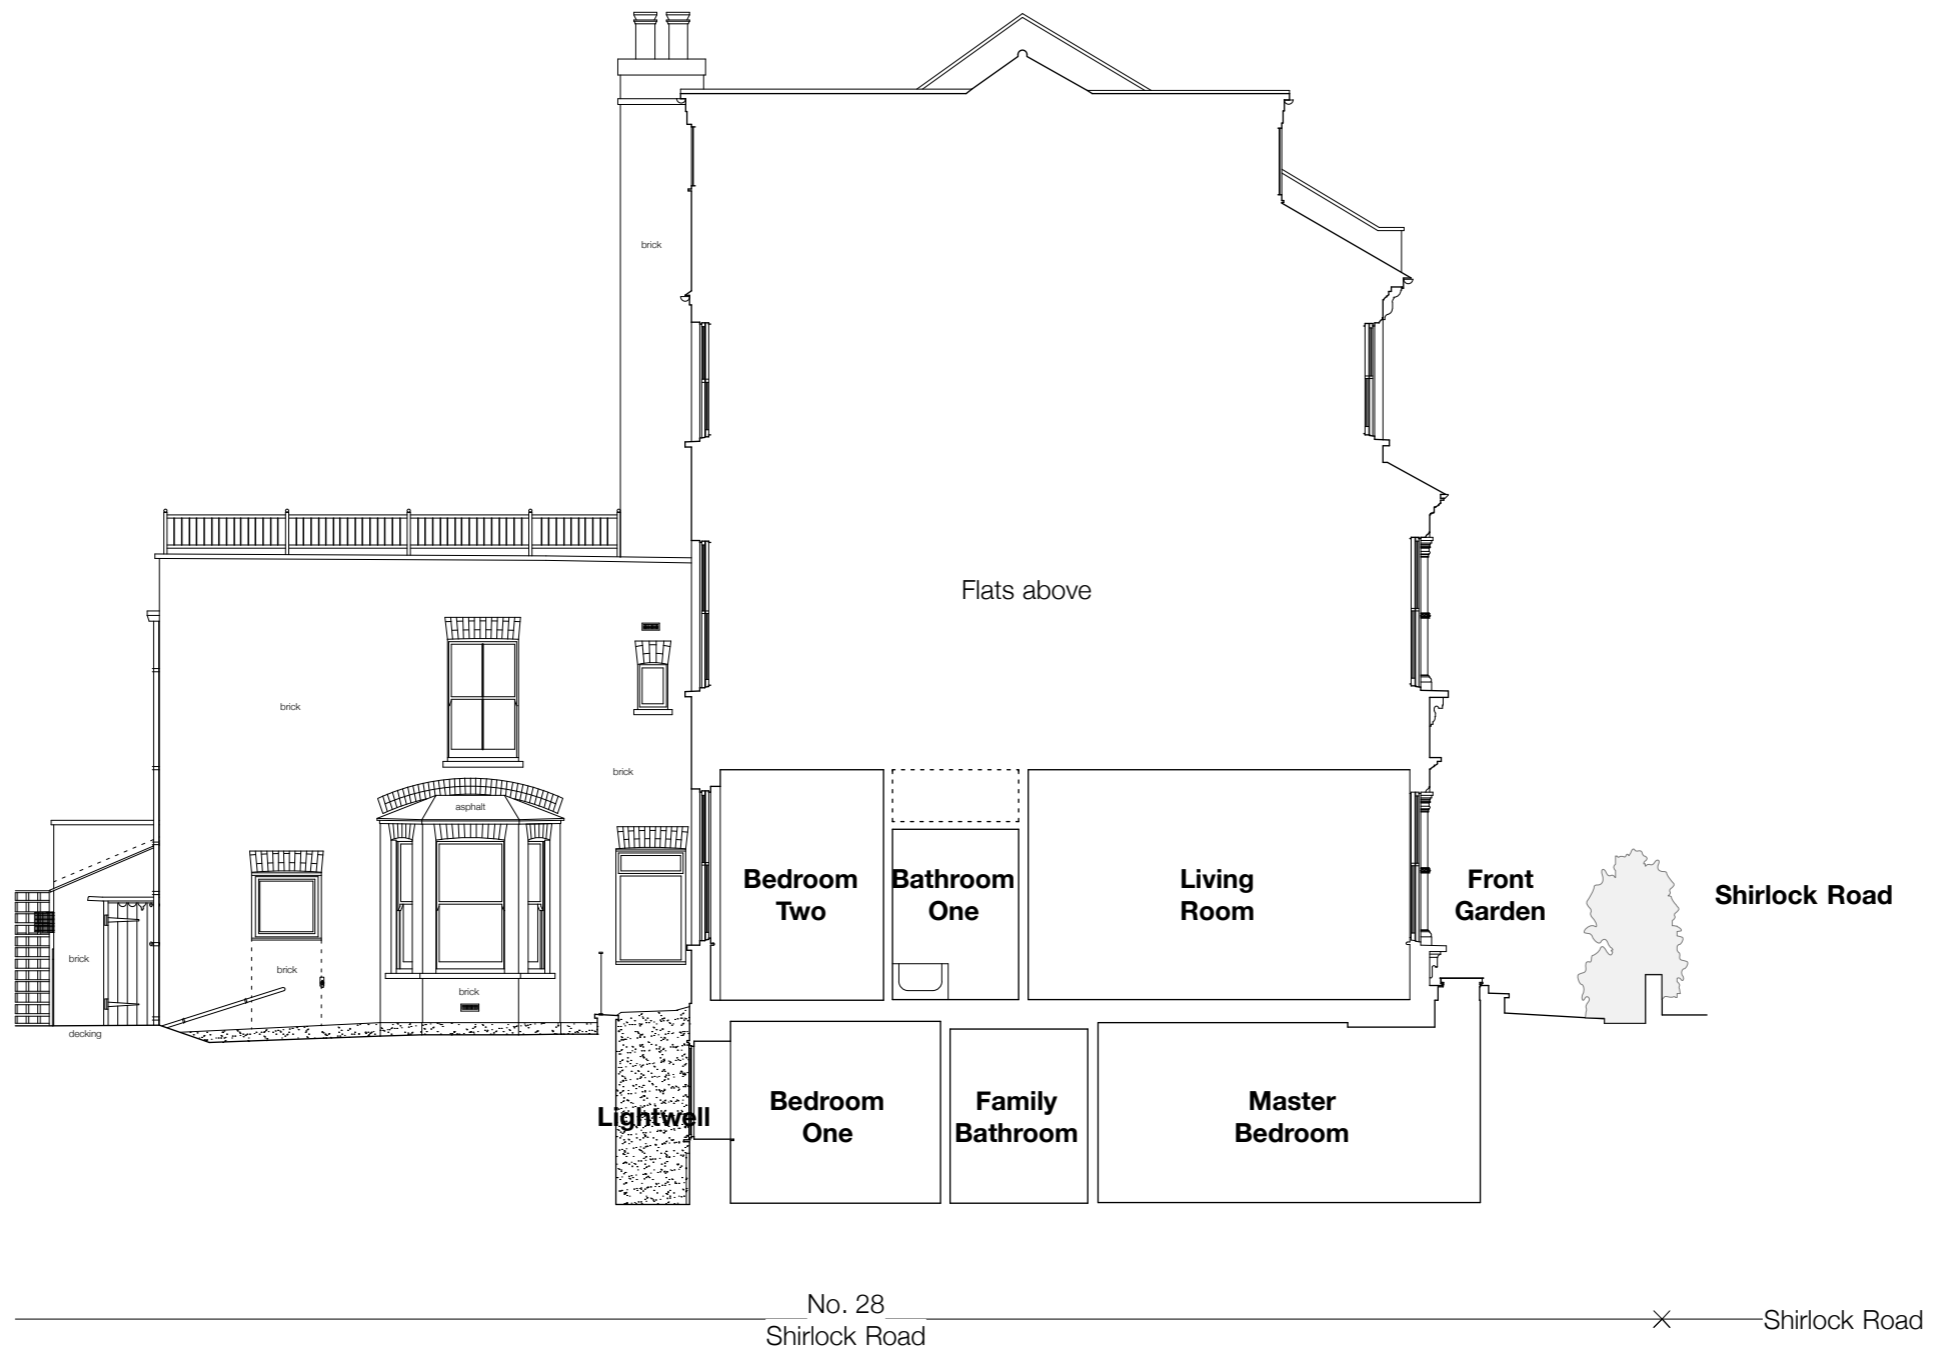 brick
Flats above
brick
brick
asphalt
Bedroom
Two
Bathroom
One
Living
Room
Front
Garden
Shirlock Road
brick
brick
brick
decking
Lightwell
Bedroom
One
Family
Bathroom
Master
Bedroom
No. 28
Shirlock Road
Shirlock Road